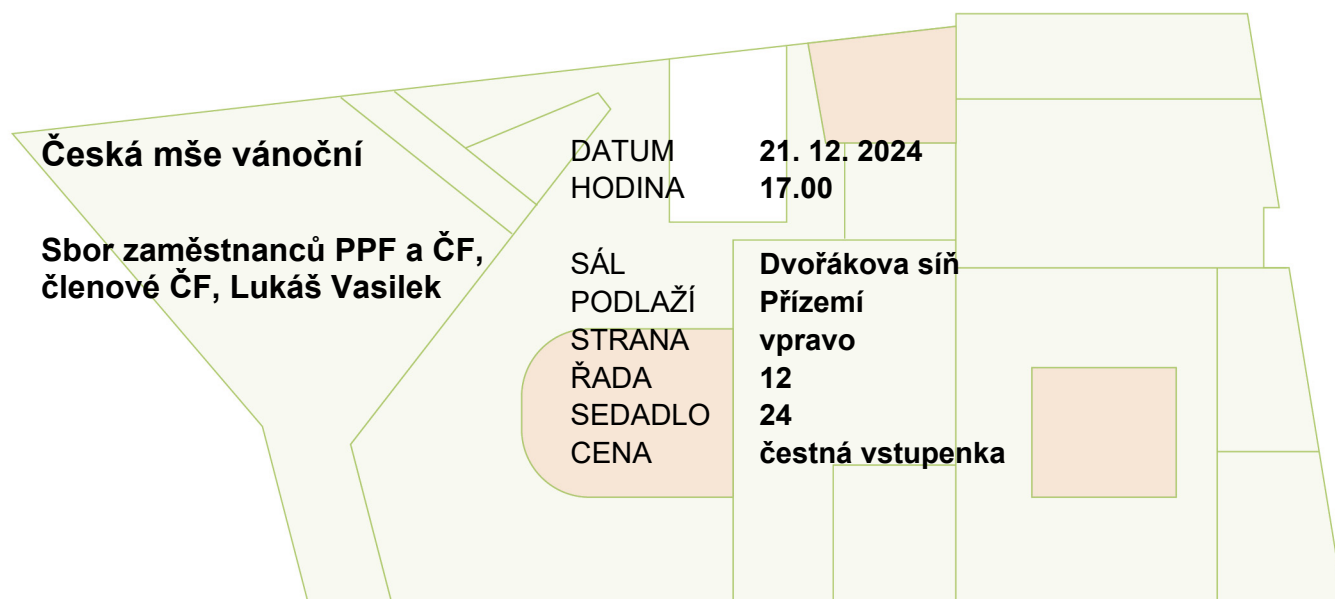 Česká mše vánoční
Sbor zaměstnanců PPF a ČF,
členové ČF, Lukáš Vasilek
DATUM 21. 12. 2024
HODINA 17.00
SÁL Dvořákova síň
PODLAŽÍ Přízemí
STRANA vpravo
ŘADA 12
SEDADLO 24
CENA čestná vstupenka